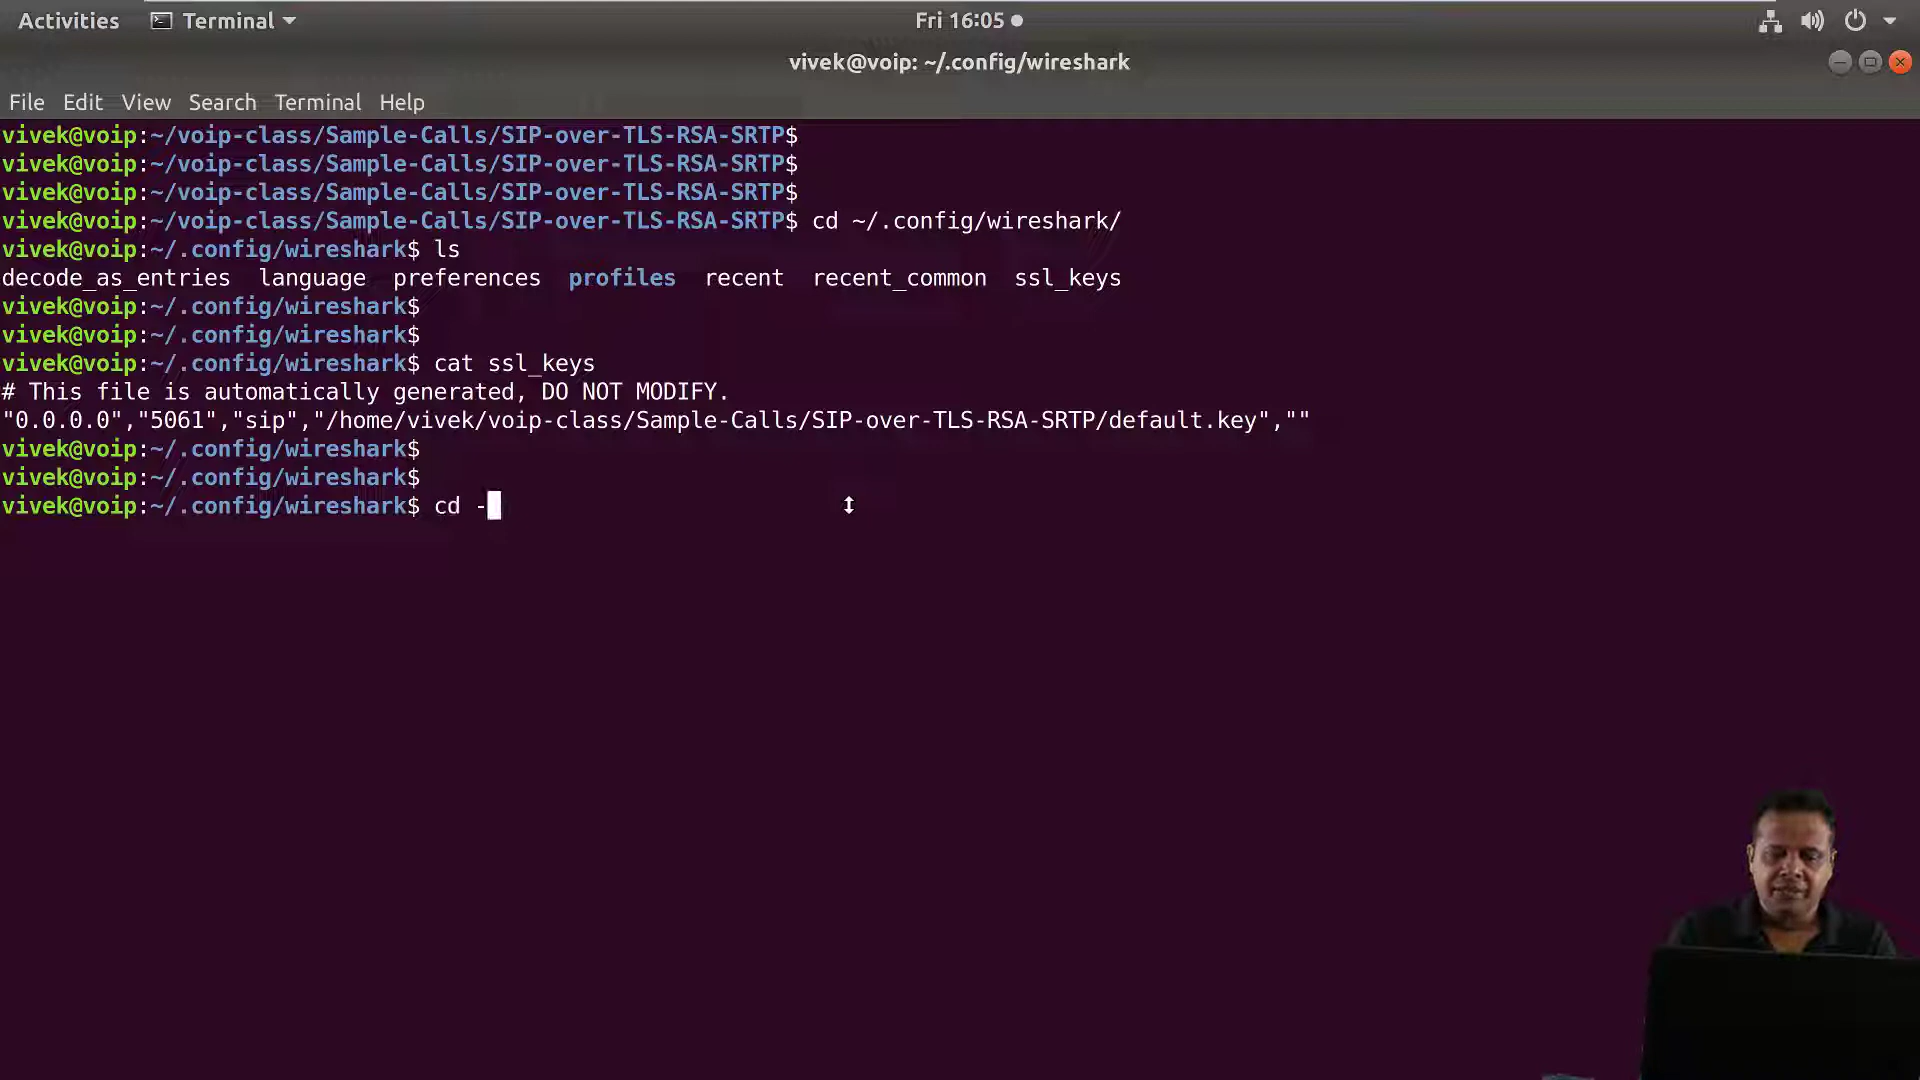 Activities Terminal Fri 16:05
vivek@voip: ~/.config/wireshark
File Edit View Search Terminal Help
vivek@voip:~/voip-class/Sample-Calls/SIP-over-TLS-RSA-SRTP$
vivek@voip:~/voip-class/Sample-Calls/SIP-over-TLS-RSA-SRTP$
vivek@voip:~/voip-class/Sample-Calls/SIP-over-TLS-RSA-SRTP$
vivek@voip:~/voip-class/Sample-Calls/SIP-over-TLS-RSA-SRTP$ cd ~/.config/wireshark/
vivek@voip:~/.config/wireshark$ ls
decode_as_entries language preferences profiles recent recent_common ssl_keys
vivek@voip:~/.config/wireshark$
vivek@voip:~/.config/wireshark$
vivek@voip:~/.config/wireshark$ cat ssl_keys
# This file is automatically generated, DO NOT MODIFY.
"0.0.0.0","5061","sip","/home/vivek/voip-class/Sample-Calls/SIP-over-TLS-RSA-SRTP/default.key",""
vivek@voip:~/.config/wireshark$
vivek@voip:~/.config/wireshark$
vivek@voip:~/.config/wireshark$ cd -